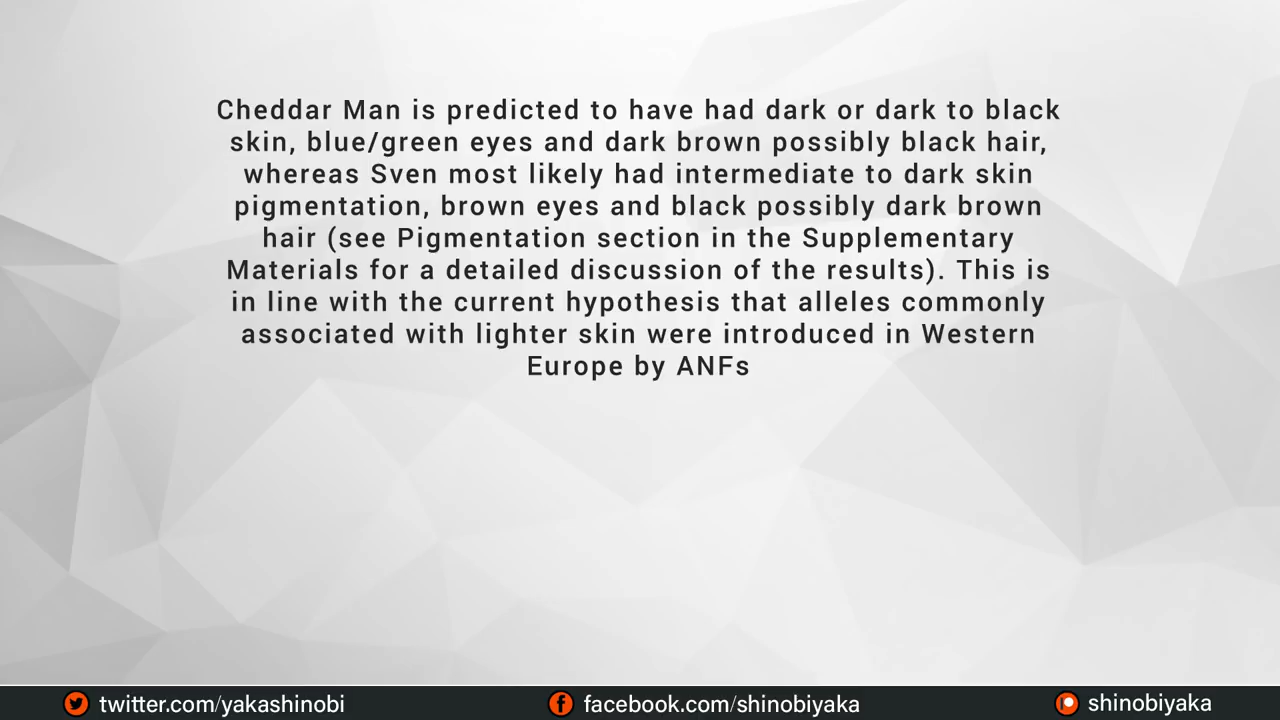 Cheddar Man is predicted to have had dark or dark to black
skin, blue/green eyes and dark brown possibly black hair,
whereas Sven most likely had intermediate to dark skin
pigmentation, brown eyes and black possibly dark brown
hair (see Pigmentation section in the Supplementary
Materials for a detailed discussion of the results). This is
in line with the current hypothesis that alleles commonly
associated with lighter skin were introduced in Western
Europe by ANFs
twitter.com/yakashinobi
facebook.com/shinobiyaka
shinobiyaka